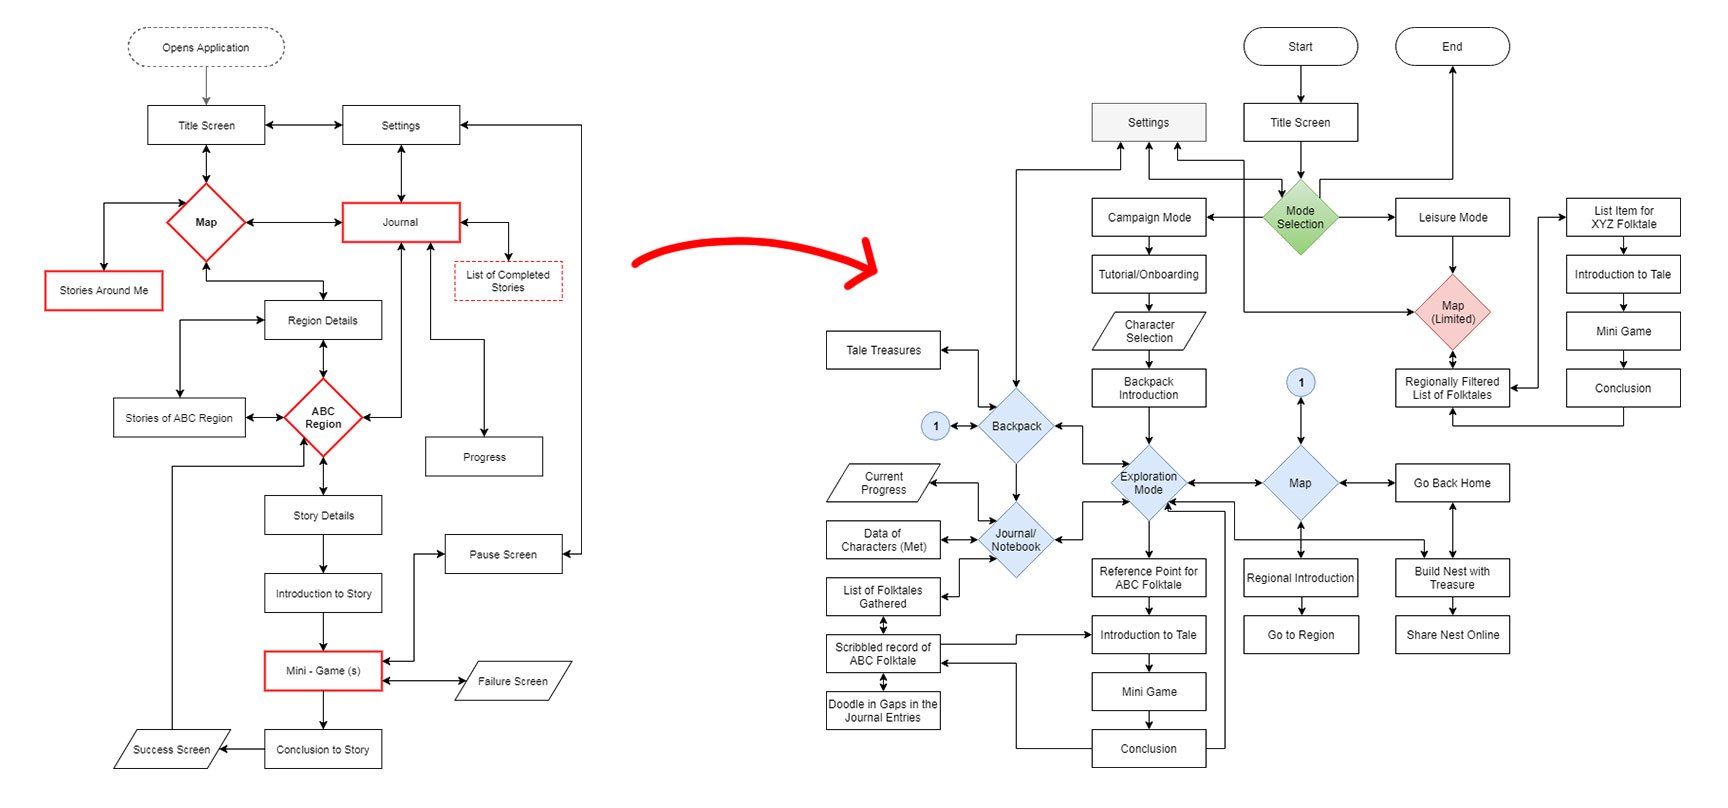 Opens Application
Title Screen
Settings
Map
Journal
List of Completed
Stories
Stories Around Me
Region Details
Stories of ABC Region
ABC
Region
Progress
Story Details
Pause Screen
Introduction to Story
Mini - Game (s)
Failure Screen
Success Screen
Conclusion to Story
Start
End
Settings
Title Screen
Mode
Selection
Campaign Mode
Leisure Mode
List Item for
XYZ Folktale
Tutorial/Onboarding
Introduction to Tale
Character
Selection
Map
(Limited)
Mini Game
Tale Treasures
Backpack
Introduction
1
Regionally Filtered
List of Folktales
Conclusion
1
Backpack
Current
Progress
Exploration
Mode
Map
Go Back Home
Data of
Characters (Met)
Journal/
Notebook
Reference Point for
ABC Folktale
Regional Introduction
Build Nest with
Treasure
List of Folktales
Gathered
Introduction to Tale
Go to Region
Share Nest Online
Scribbled record of
ABC Folktale
Mini Game
Doodle in Gaps in the
Journal Entries
Conclusion